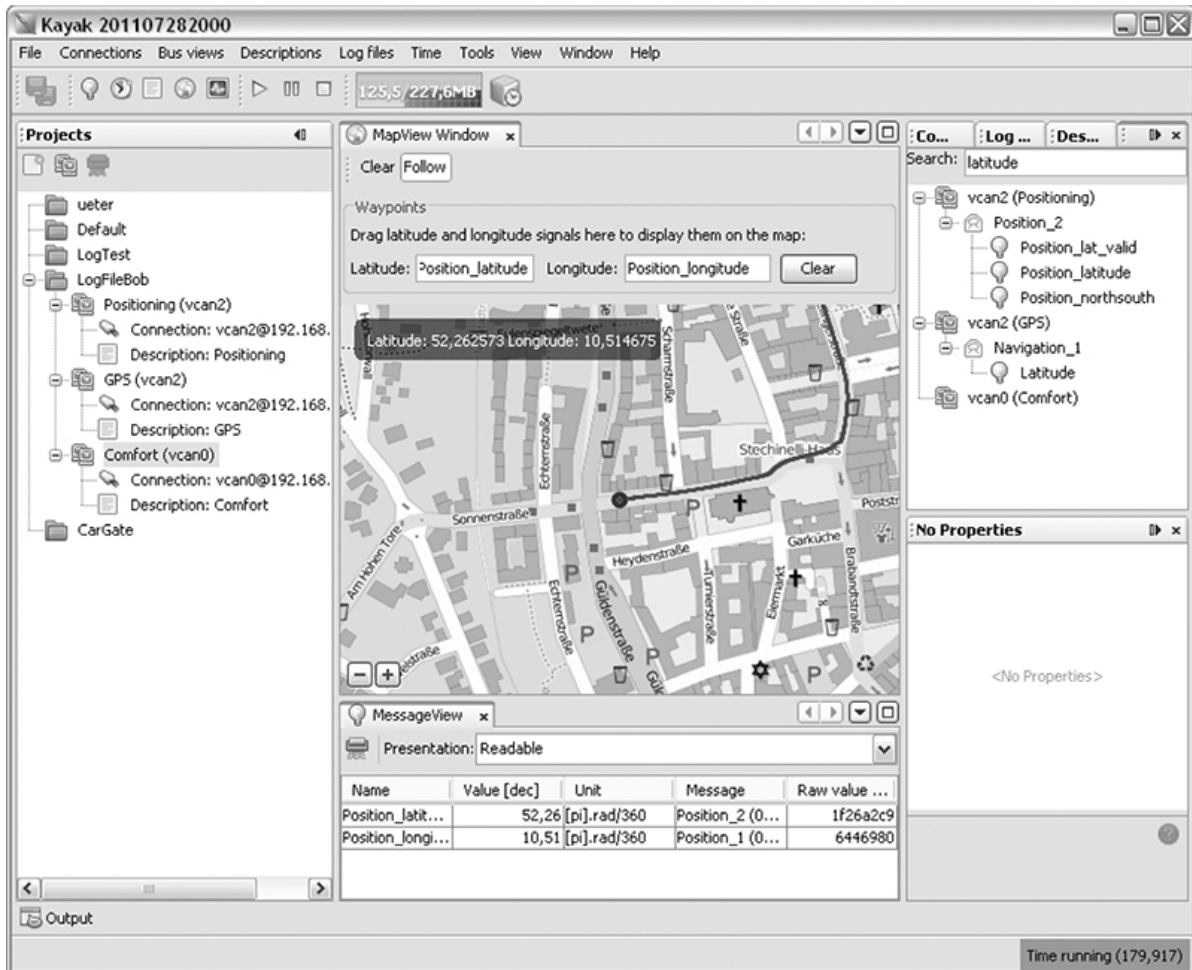 Kayak 201107282000
File Connections Bus views Descriptions Log files Time Tools View Window Help
125,5/227,6MB
Projects
ueter
Default
LogTest
LogFileBob
Positioning (vcan2)
Connection: vcan2@192.168.
Description: Positioning
GPS (vcan2)
Connection: vcan2@192.168.
Description: GPS
Comfort (vcan0)
Connection: vcan0@192.168.
Description: Comfort
CarGate
MapView Window x
Clear Follow
Waypoints
Drag latitude and longitude signals here to display them on the map:
Latitude: Position_latitude Longitude: Position_longitude Clear
Latitude: 52,262573 Longitude: 10,514675
Scharrnstraße
Echternstraße
Stechinelli-Haus
Sonnenstraße
P
Poststr
Am Hohen Tore
Heydenstraße
Garküche
Echternstraße
P
Güldenstraße
Turnierstraße
Eiermarkt
Brabandtstraße
P
P
P
MessageView x
Presentation: Readable
Name Value [dec] Unit Message Raw value ...
Position_latit... 52,26 [pi].rad/360 Position_2 (0... 1f26a2c9
Position_longi... 10,51 [pi].rad/360 Position_1 (0... 6446980
Co... Log ... Des...
Search: latitude
vcan2 (Positioning)
Position_2
Position_lat_valid
Position_latitude
Position_northsouth
vcan2 (GPS)
Navigation_1
Latitude
vcan0 (Comfort)
No Properties
<No Properties>
Output
Time running (179,917)